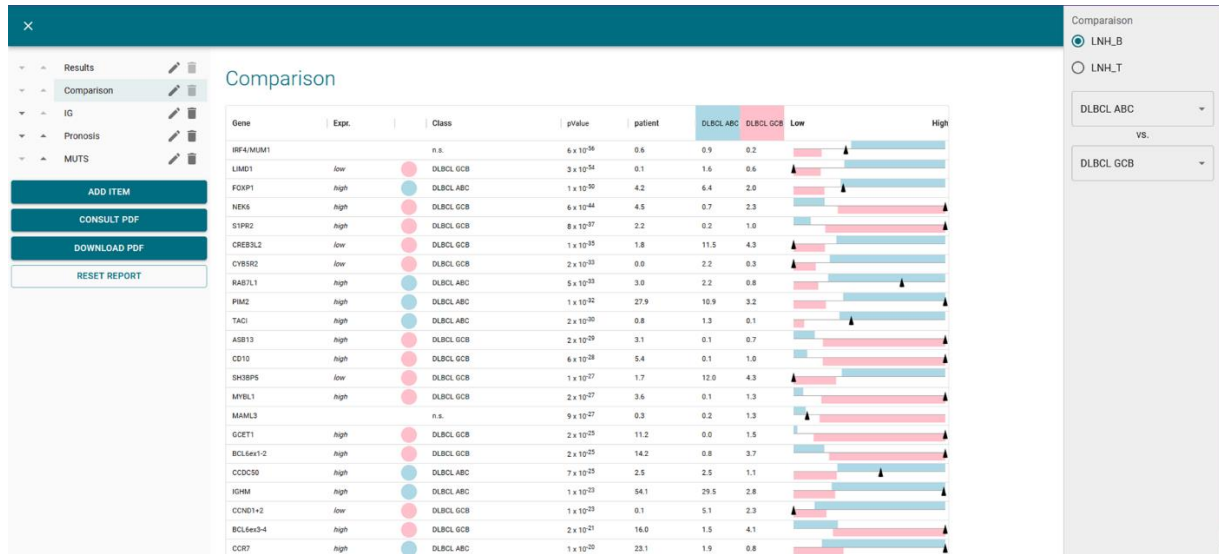 ×
Results
Comparison
IG
Pronosis
MUTS
ADD ITEM
CONSULT PDF
DOWNLOAD PDF
RESET REPORT
Comparison
Gene Expr. Class pValue patient DLBCL ABC DLBCL GCB Low High
IRF4/MUM1 n.s. 6 x 10-56 0.6 0.9 0.2
LIMD1 low DLBCL GCB 3 x 10-54 0.1 1.6 0.6
FOXP1 high DLBCL ABC 1 x 10-50 4.2 6.4 2.0
NEK6 high DLBCL GCB 6 x 10-44 4.5 0.7 2.3
S1PR2 high DLBCL GCB 8 x 10-37 2.2 0.2 1.0
CREB3L2 low DLBCL GCB 1 x 10-35 1.8 11.5 4.3
CYB5R2 low DLBCL GCB 2 x 10-33 0.0 2.2 0.3
RAB7L1 high DLBCL ABC 5 x 10-33 3.0 2.2 0.8
PIM2 high DLBCL ABC 1 x 10-32 27.9 10.9 3.2
TACI high DLBCL ABC 2 x 10-30 0.8 1.3 0.1
ASB13 high DLBCL GCB 2 x 10-29 3.1 0.1 0.7
CD10 high DLBCL GCB 6 x 10-28 5.4 0.1 1.0
SH3BP5 low DLBCL GCB 1 x 10-27 1.7 12.0 4.3
MYBL1 high DLBCL GCB 2 x 10-27 3.6 0.1 1.3
MAML3 n.s. 9 x 10-27 0.3 0.2 1.3
GCET1 high DLBCL GCB 2 x 10-25 11.2 0.0 1.5
BCL6ex1-2 high DLBCL GCB 2 x 10-25 14.2 0.8 3.7
CCDC50 high DLBCL ABC 7 x 10-25 2.5 2.5 1.1
IGHM high DLBCL ABC 1 x 10-23 54.1 29.5 2.8
CCND1+2 low DLBCL GCB 1 x 10-23 0.1 5.1 2.3
BCL6ex3-4 high DLBCL GCB 2 x 10-21 16.0 1.5 4.1
CCR7 high DLBCL ABC 1 x 10-20 23.1 1.9 0.8
Comparaison
LNH_B
LNH_T
DLBCL ABC
vs.
DLBCL GCB